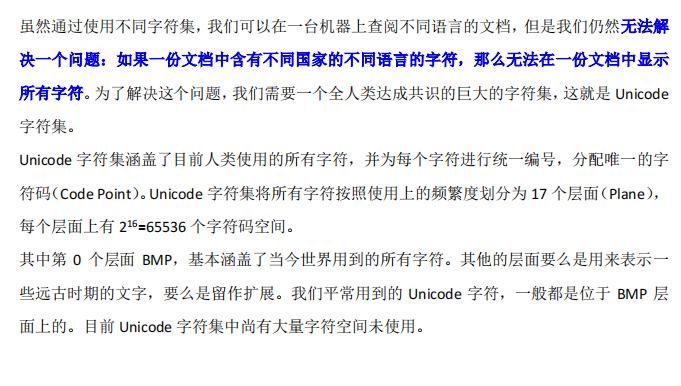 虽然通过使用不同字符集，我们可以在一台机器上查阅不同语言的文档，但是我们仍然无法解
决一个问题：如果一份文档中含有不同国家的不同语言的字符，那么无法在一份文档中显示
所有字符。为了解决这个问题，我们需要一个全人类达成共识的巨大的字符集，这就是 Unicode
字符集。
Unicode 字符集涵盖了目前人类使用的所有字符，并为每个字符进行统一编号，分配唯一的字
符码（Code Point）。Unicode 字符集将所有字符按照使用上的频繁度划分为 17 个层面（Plane），
每个层面上有 2¹⁶=65536 个字符码空间。
其中第 0 个层面 BMP，基本涵盖了当今世界用到的所有字符。其他的层面要么是用来表示一
些远古时期的文字，要么是留作扩展。我们平常用到的 Unicode 字符，一般都是位于 BMP 层
面上的。目前 Unicode 字符集中尚有大量字符空间未使用。